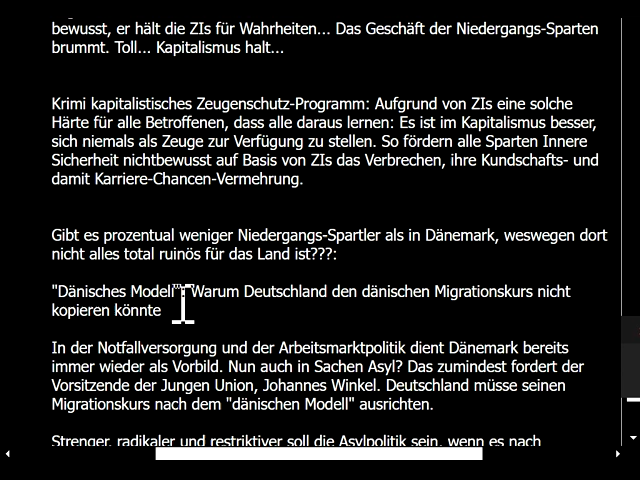 bewusst, er hält die ZIs für Wahrheiten... Das Geschäft der Niedergangs-Sparten
brummt. Toll... Kapitalismus halt...
Krimi kapitalistisches Zeugenschutz-Programm: Aufgrund von ZIs eine solche
Härte für alle Betroffenen, dass alle daraus lernen: Es ist im Kapitalismus besser,
sich niemals als Zeuge zur Verfügung zu stellen. So fördern alle Sparten Innere
Sicherheit nichtbewusst auf Basis von ZIs das Verbrechen, ihre Kundschafts- und
damit Karriere-Chancen-Vermehrung.
Gibt es prozentual weniger Niedergangs-Spartler als in Dänemark, weswegen dort
nicht alles total ruinös für das Land ist???:
"Dänisches Modell": Warum Deutschland den dänischen Migrationskurs nicht
kopieren könnte
In der Notfallversorgung und der Arbeitsmarktpolitik dient Dänemark bereits
immer wieder als Vorbild. Nun auch in Sachen Asyl? Das zumindest fordert der
Vorsitzende der Jungen Union, Johannes Winkel. Deutschland müsse seinen
Migrationskurs nach dem "dänischen Modell" ausrichten.
Strenger, radikaler und restriktiver soll die Asylpolitik sein, wenn es nach